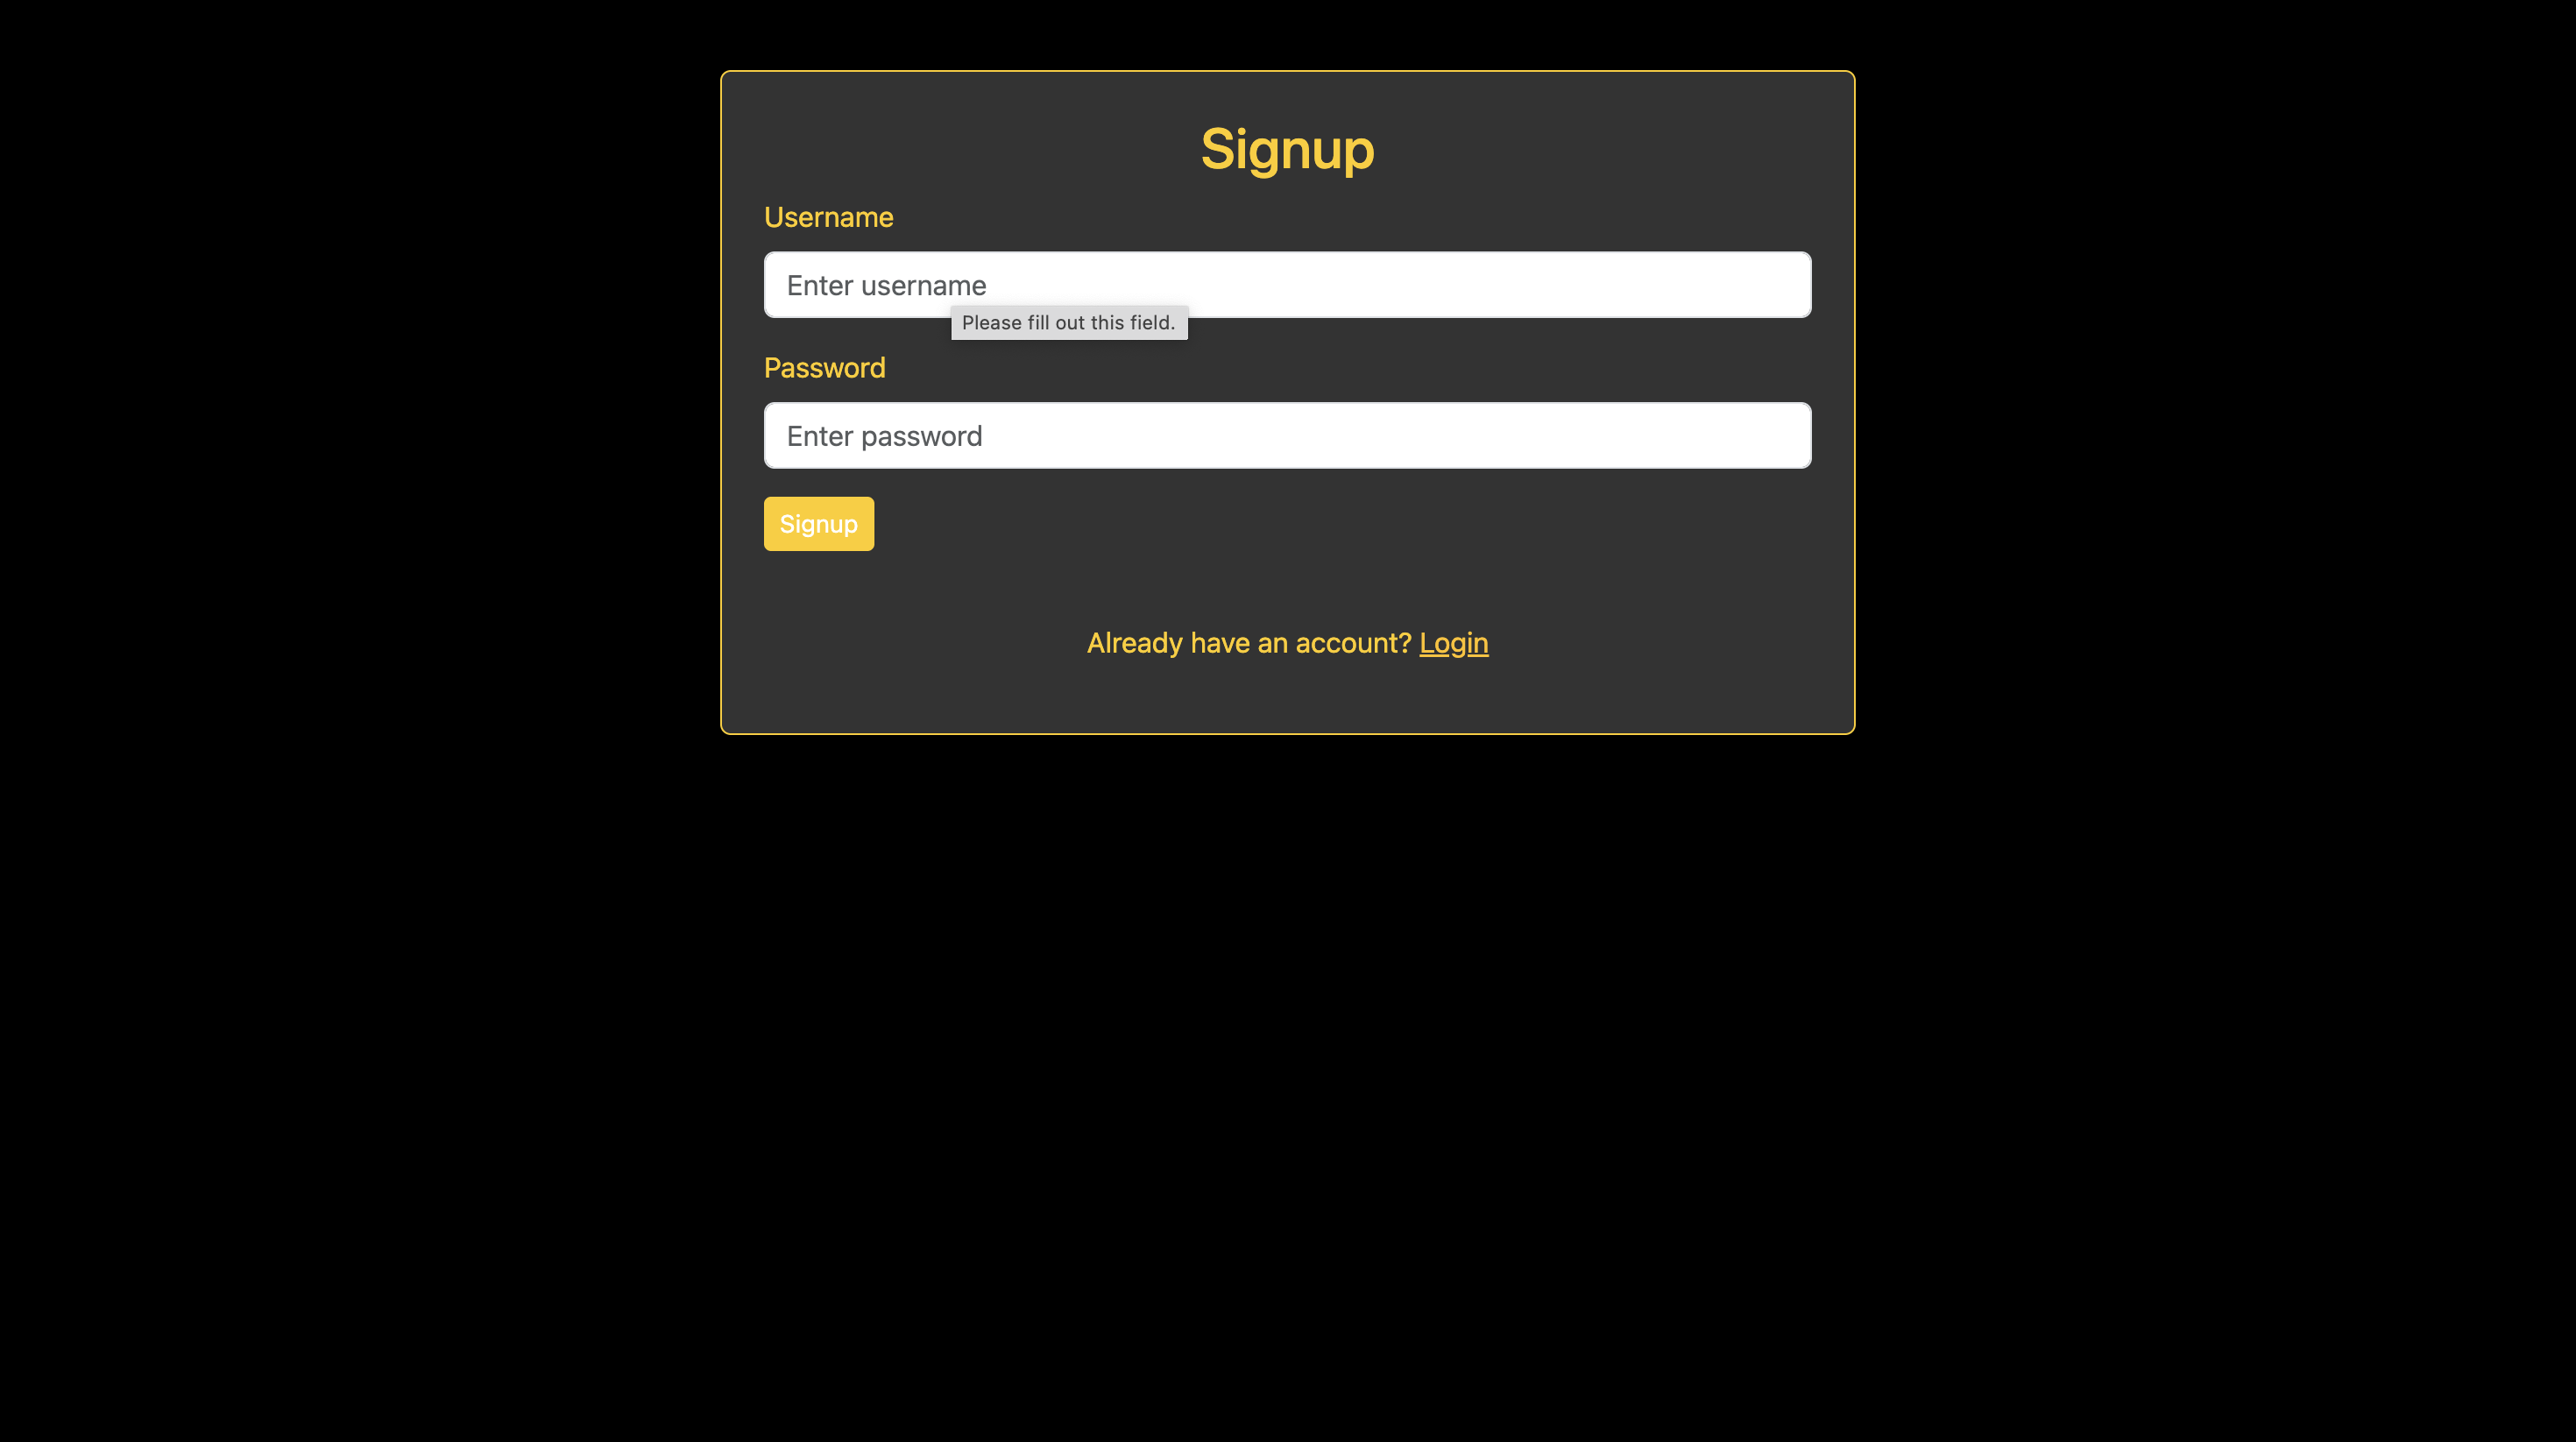 Signup
Username
Enter username
Please fill out this field.
Password
Enter password
Signup
Already have an account? Login